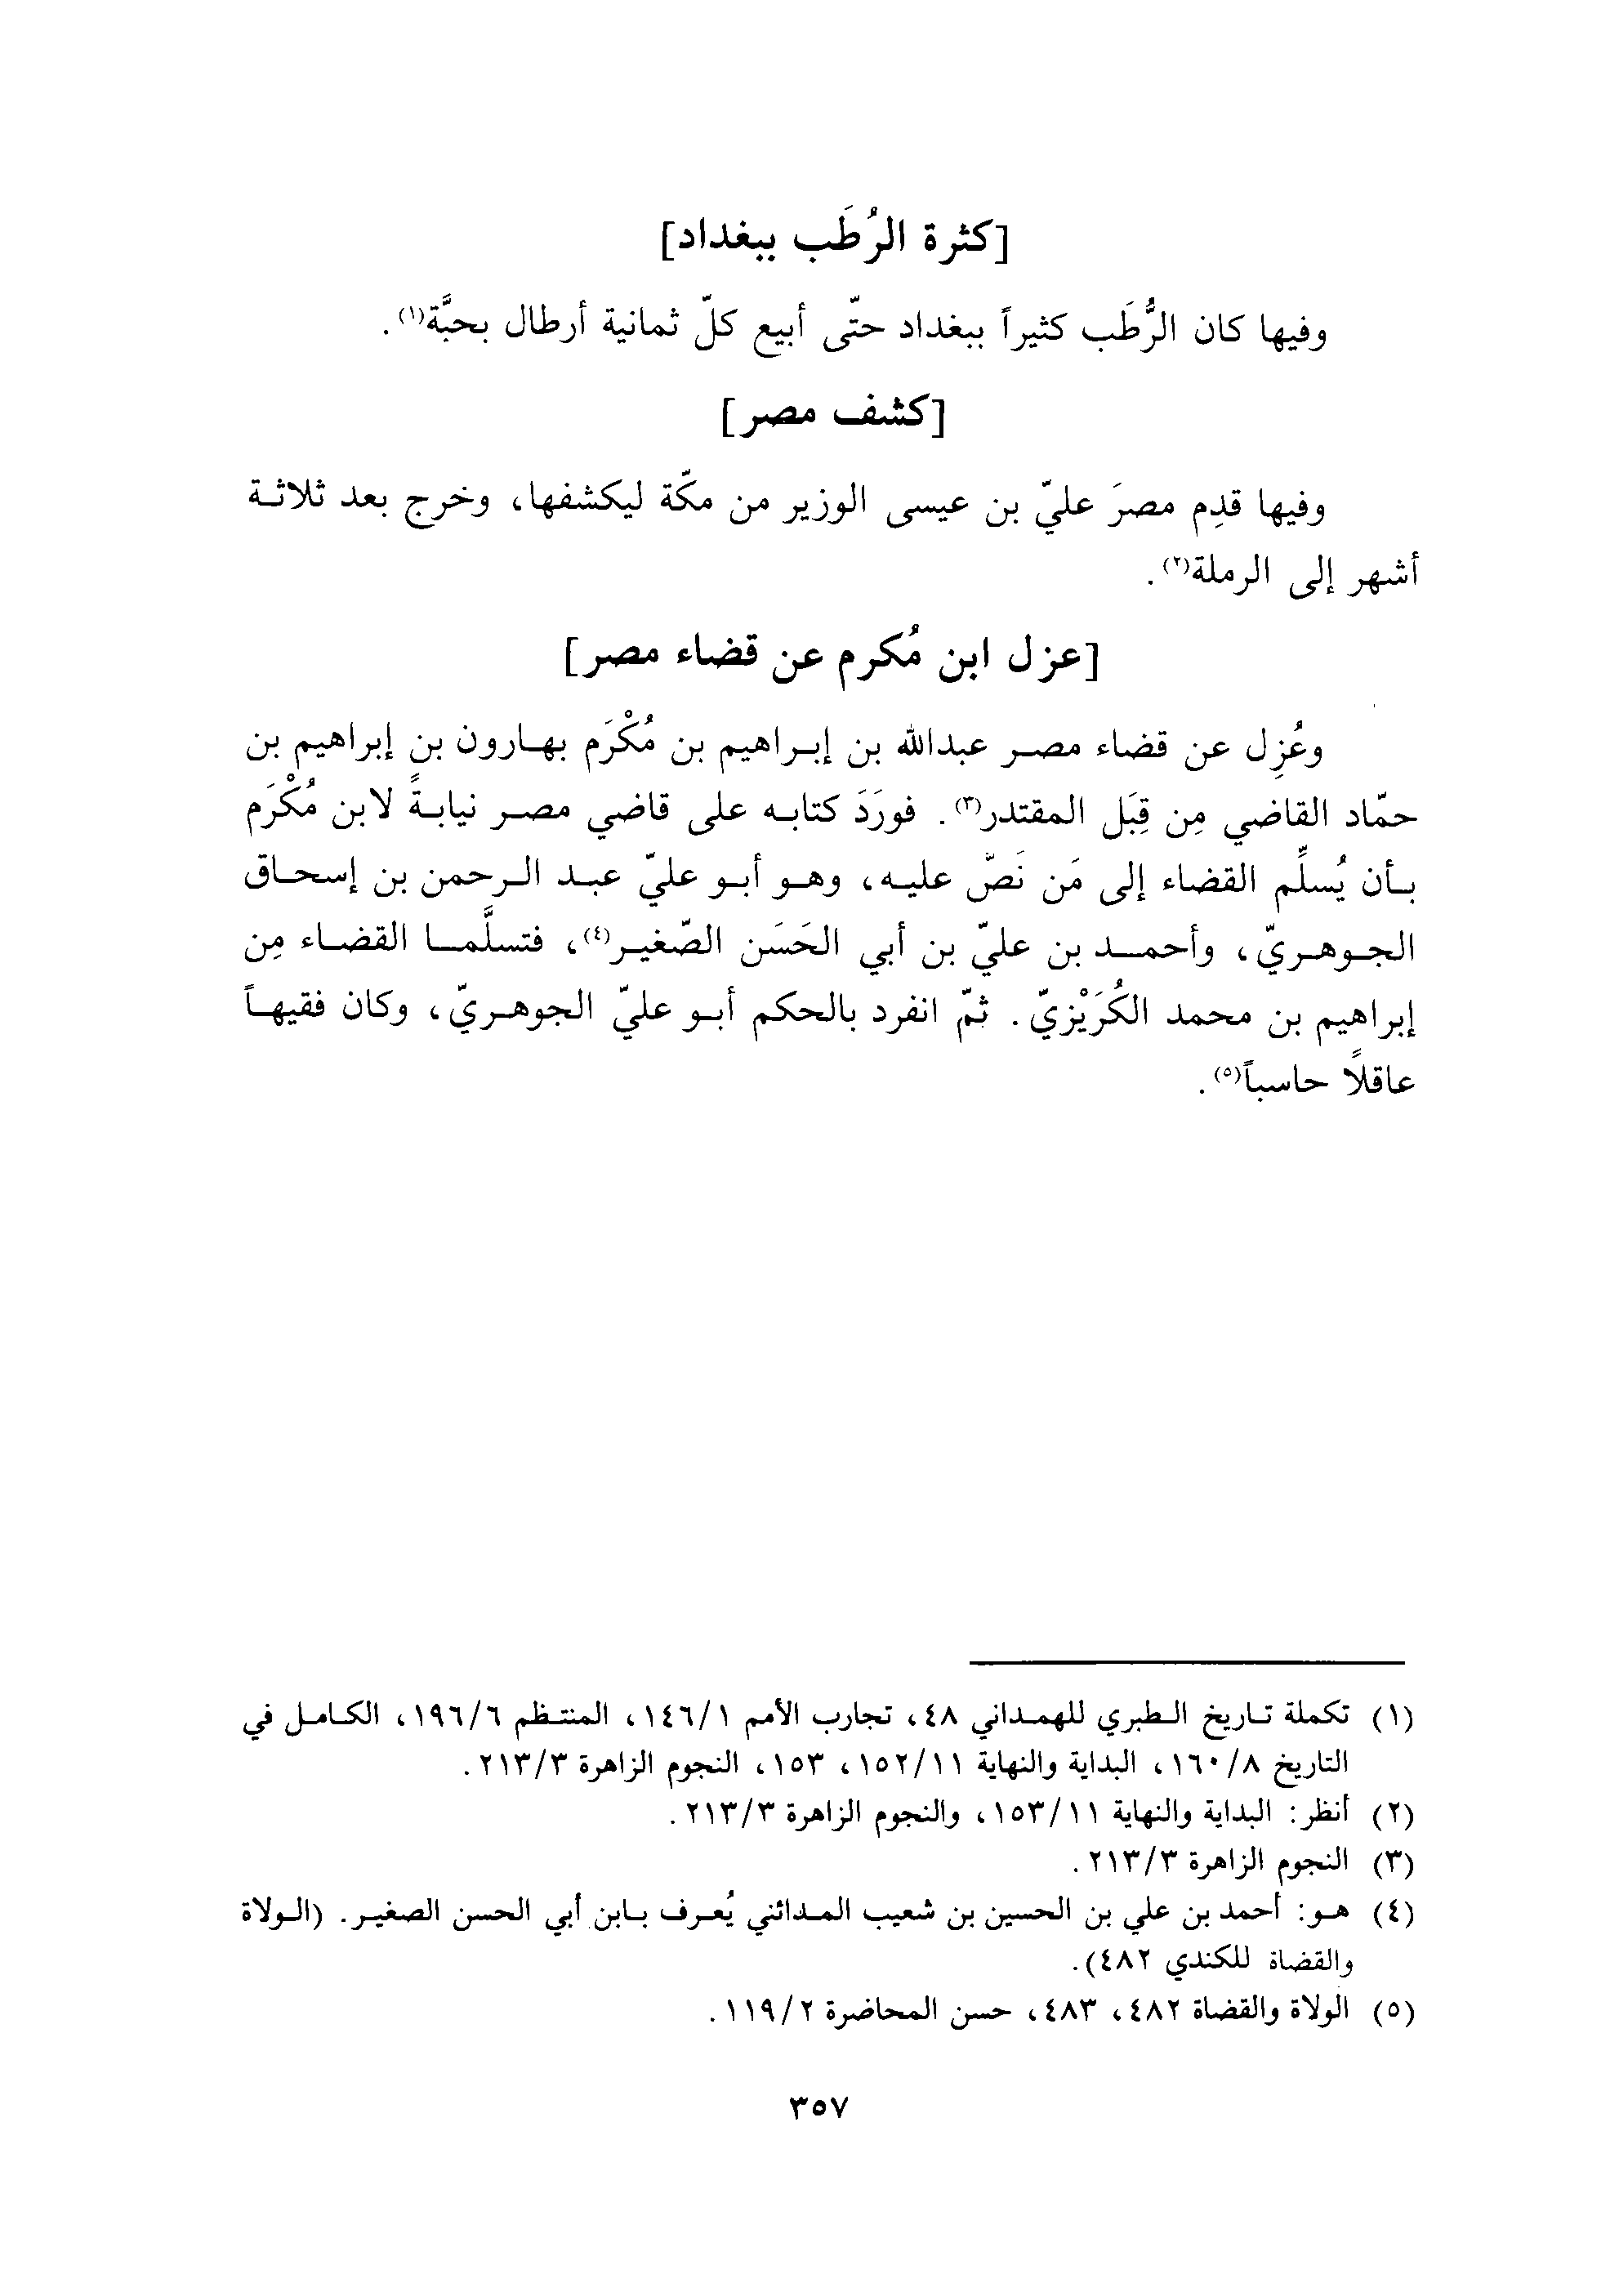 [كثرة الرُطَب ببغداد]
وفيها كان الرُّطَب كثيراً ببغداد حتّى أبيع كلّ ثمانية أرطال بحبَّة(١).
[كشف مصر]
وفيها قدِم مصرَ عليّ بن عيسى الوزير من مكّة ليكشفها، وخرج بعد ثلاثة
أشهر إلى الرملة(٢).
[عزل ابن مُكرم عن قضاء مصر]
وعُزِل عن قضاء مصر عبدالله بن إبراهيم بن مُكْرَم بهارون بن إبراهيم بن
حمّاد القاضي مِن قِبَل المقتدر(٣). فورَدَ كتابه على قاضي مصر نيابةً لابن مُكْرَم
بأن يُسلِّم القضاء إلى مَن نَصّ عليه، وهو أبو عليّ عبد الرحمن بن إسحاق
الجوهريّ، وأحمد بن عليّ بن أبي الحَسَن الصّغير(٤)، فتسلَّما القضاء مِن
إبراهيم بن محمد الكُرَيْزيّ. ثمّ انفرد بالحكم أبو عليّ الجوهريّ، وكان فقيهاً
عاقلاً حاسباً(٥).
(١) تكملة تاريخ الطبري للهمداني ٤٨، تجارب الأمم ١٤٦/١، المنتظم ١٩٦/٦، الكامل في
التاريخ ١٦٠/٨، البداية والنهاية ١٥٢/١١، ١٥٣، النجوم الزاهرة ٢١٣/٣.
(٢) أنظر: البداية والنهاية ١٥٣/١١، والنجوم الزاهرة ٢١٣/٣.
(٣) النجوم الزاهرة ٢١٣/٣.
(٤) هو: أحمد بن علي بن الحسين بن شعيب المدائني يُعرف بابن أبي الحسن الصغير. (الولاة
والقضاة للكندي ٤٨٢).
(٥) الولاة والقضاة ٤٨٢، ٤٨٣، حسن المحاضرة ١١٩/٢.
٣٥٧